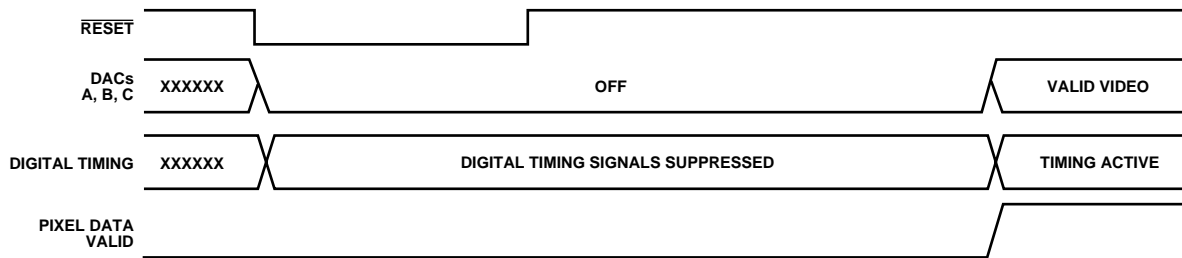 RESET
DACs
A, B, C
XXXXXX
OFF
VALID VIDEO
DIGITAL TIMING
XXXXXX
DIGITAL TIMING SIGNALS SUPPRESSED
TIMING ACTIVE
PIXEL DATA
VALID